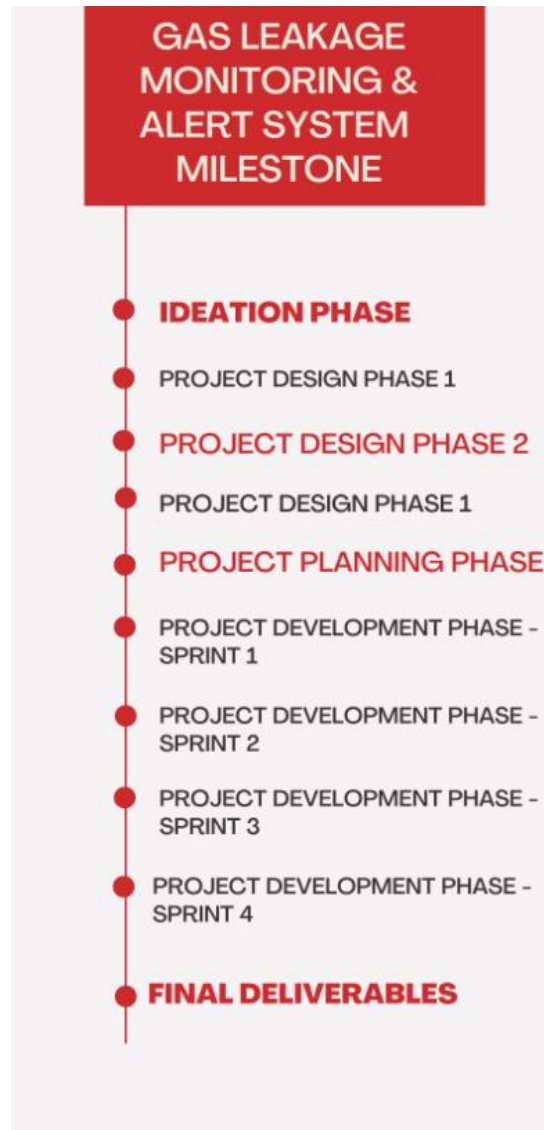 GAS LEAKAGE
MONITORING &
ALERT SYSTEM
MILESTONE
IDEATION PHASE
PROJECT DESIGN PHASE 1
PROJECT DESIGN PHASE 2
PROJECT DESIGN PHASE 1
PROJECT PLANNING PHASE
PROJECT DEVELOPMENT PHASE -
SPRINT 1
PROJECT DEVELOPMENT PHASE -
SPRINT 2
PROJECT DEVELOPMENT PHASE -
SPRINT 3
PROJECT DEVELOPMENT PHASE -
SPRINT 4
FINAL DELIVERABLES